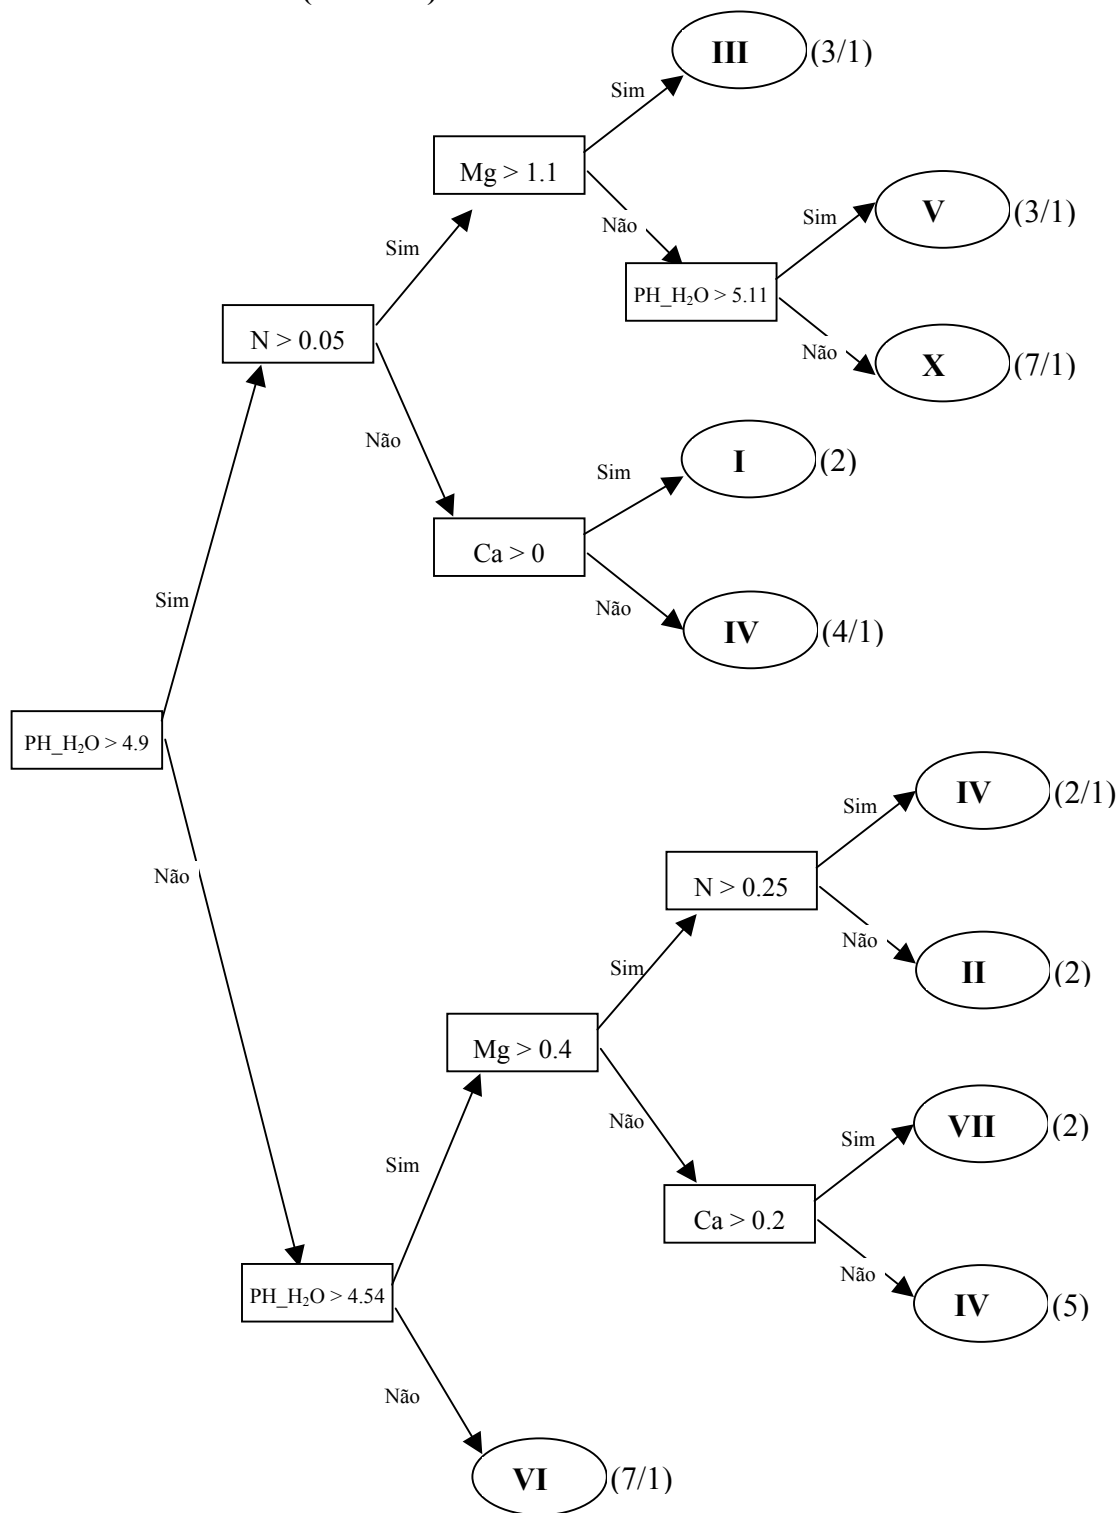 III (3/1)
Sim
Mg > 1.1
Não
V (3/1)
Sim
Sim
PH_H₂O > 5.11
N > 0.05
Não
X (7/1)
Não
I (2)
Sim
Ca > 0
Não
IV (4/1)
Sim
PH_H₂O > 4.9
IV (2/1)
Sim
Não
N > 0.25
Não
II (2)
Sim
Mg > 0.4
Não
VII (2)
Sim
Sim
Ca > 0.2
Não
PH_H₂O > 4.54
IV (5)
Não
VI (7/1)